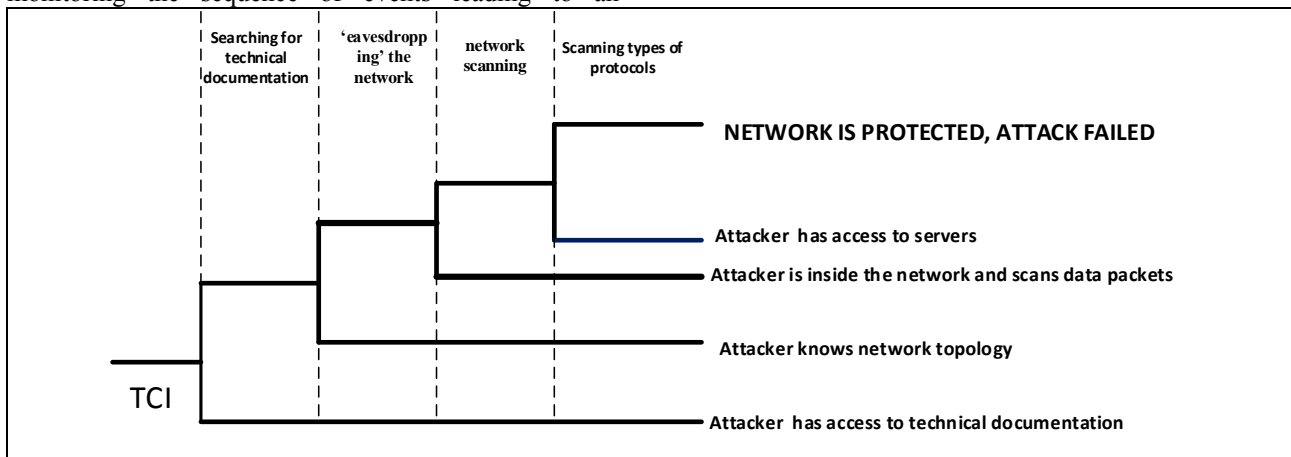 monitoring the sequence of events leading to an
Searching for
technical
documentation
‘eavesdropp
ing’ the
network
network
scanning
Scanning types of
protocols
NETWORK IS PROTECTED, ATTACK FAILED
Attacker has access to servers
Attacker is inside the network and scans data packets
Attacker knows network topology
TCI
Attacker has access to technical documentation